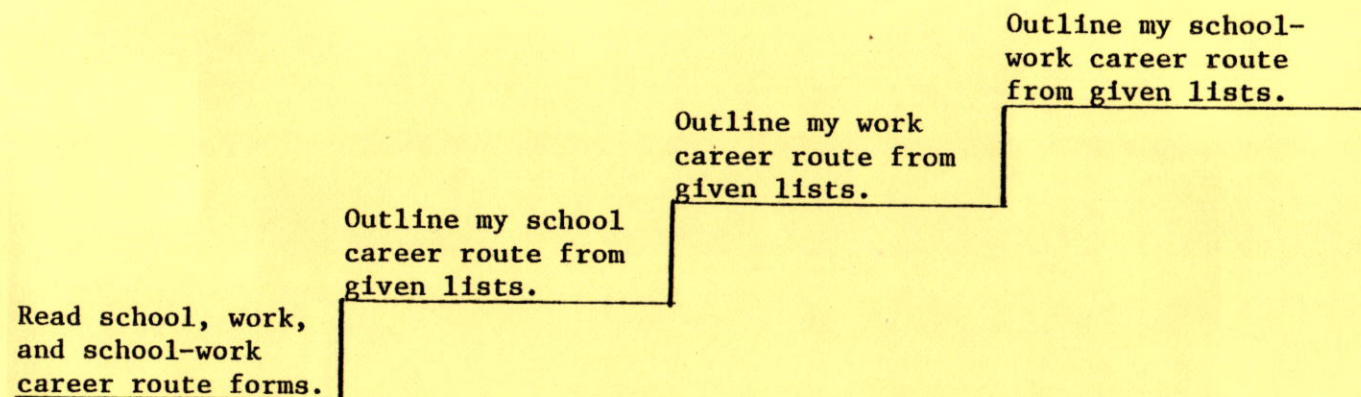 Outline my school-
work career route
from given lists.
Outline my work
career route from
given lists.
Outline my school
career route from
given lists.
Read school, work,
and school-work
career route forms.